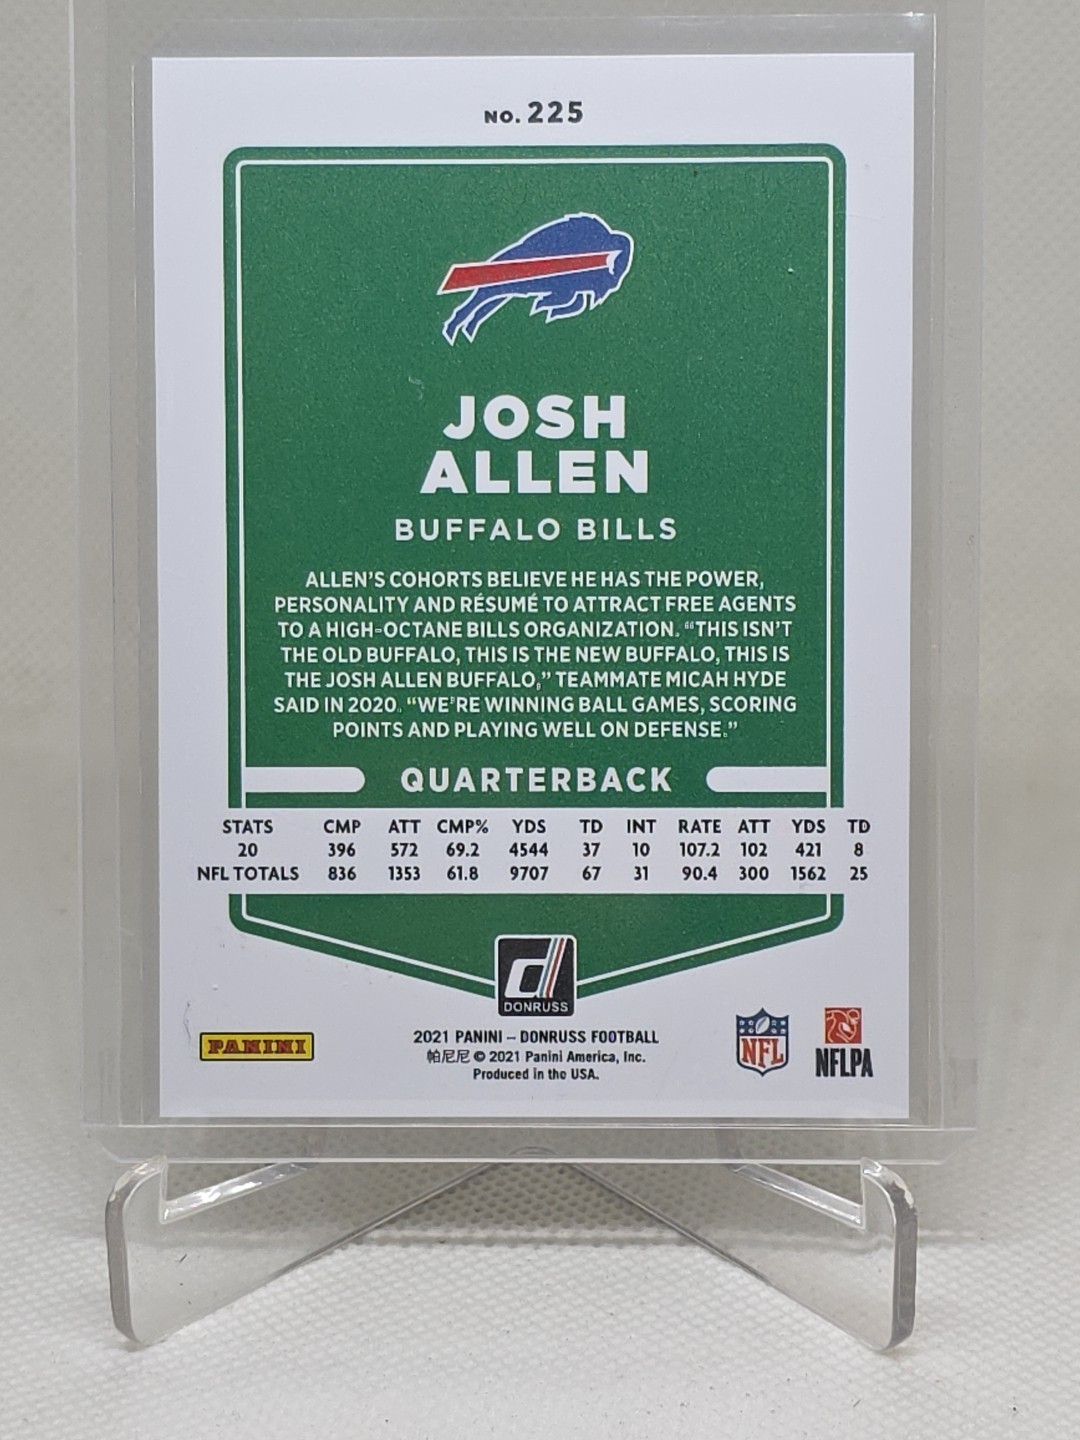 NO. 225
JOSH
ALLEN
BUFFALO BILLS
ALLEN'S COHORTS BELIEVE HE HAS THE POWER,
PERSONALITY AND RÉSUMÉ TO ATTRACT FREE AGENTS
TO A HIGH-OCTANE BILLS ORGANIZATION. "THIS ISN'T
THE OLD BUFFALO, THIS IS THE NEW BUFFALO, THIS IS
THE JOSH ALLEN BUFFALO," TEAMMATE MICAH HYDE
SAID IN 2020. "WE'RE WINNING BALL GAMES, SCORING
POINTS AND PLAYING WELL ON DEFENSE."
QUARTERBACK
STATS CMP ATT CMP% YDS TD INT RATE ATT YDS TD
20 396 572 69.2 4544 37 10 107.2 102 421 8
NFL TOTALS 836 1353 61.8 9707 67 31 90.4 300 1562 25
d
DONRUSS
PANINI
2021 PANINI – DONRUSS FOOTBALL
帕尼尼 © 2021 Panini America, Inc.
Produced in the USA.
NFL
NFLPA